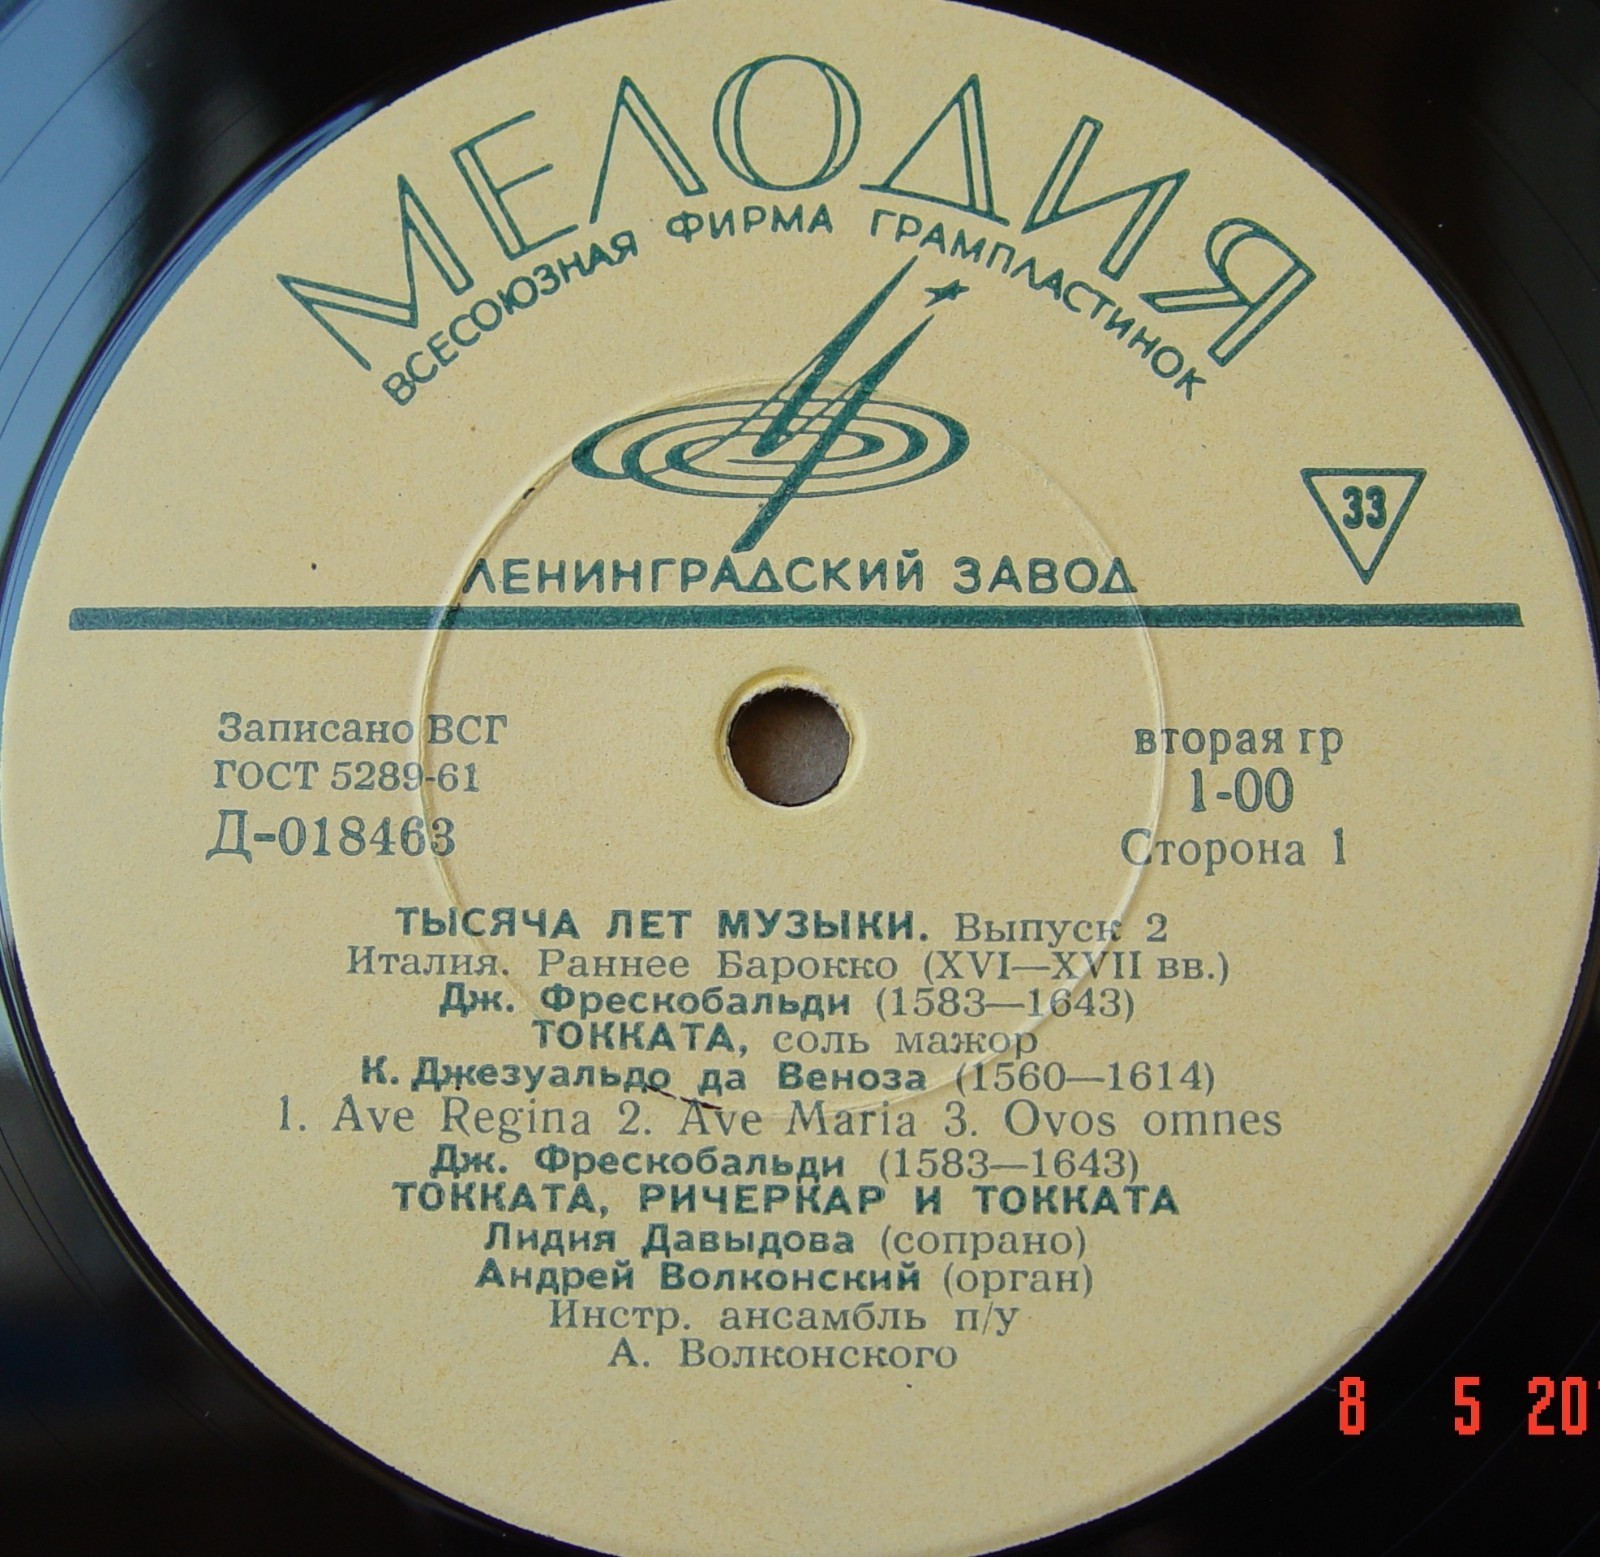 МЕЛОДИЯ
ВСЕСОЮЗНАЯ ФИРМА ГРАМПЛАСТИНОК
33
ЛЕНИНГРАДСКИЙ ЗАВОД
Записано ВСГ
ГОСТ 5289-61
Д-018463
вторая гр
1-00
Сторона 1
ТЫСЯЧА ЛЕТ МУЗЫКИ. Выпуск 2
Италия. Раннее Барокко (XVI—XVII вв.)
Дж. Фрескобальди (1583—1643)
ТОККАТА, соль мажор
К. Джезуальдо да Веноза (1560—1614)
1. Ave Regina 2. Ave Maria 3. Ovos omnes
Дж. Фрескобальди (1583—1643)
ТОККАТА, РИЧЕРКАР И ТОККАТА
Лидия Давыдова (сопрано)
Андрей Волконский (орган)
Инстр. ансамбль п/у
А. Волконского
8 5